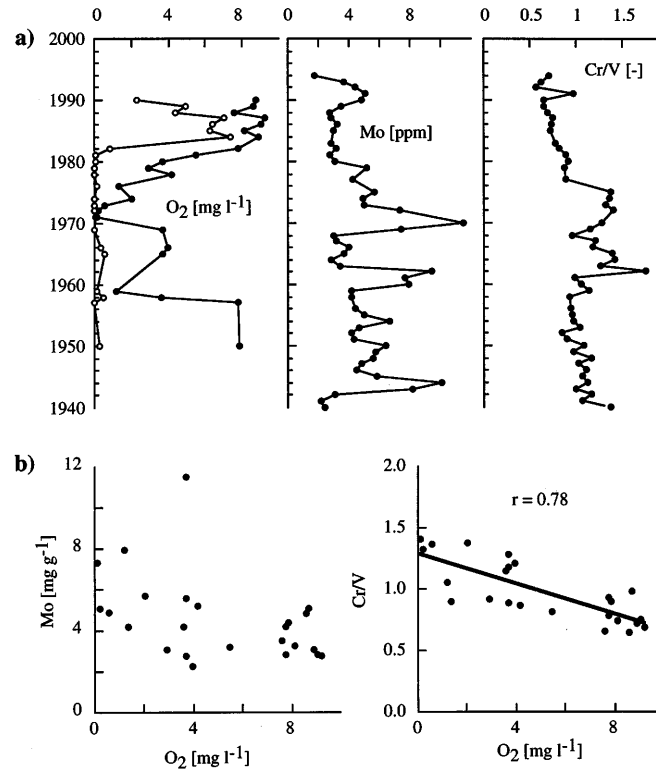 a)
0 4 8
0 4 8
0 0.5 1 1.5
2000
1990
1980
1970
1960
1950
1940
O2 [mg l-1]
Mo [ppm]
Cr/V [-]
b)
12
8
4
0
Mo [mg g-1]
0 4 8
O2 [mg l-1]
2.0
1.5
1.0
0.5
0.0
Cr/V
r = 0.78
0 4 8
O2 [mg l-1]